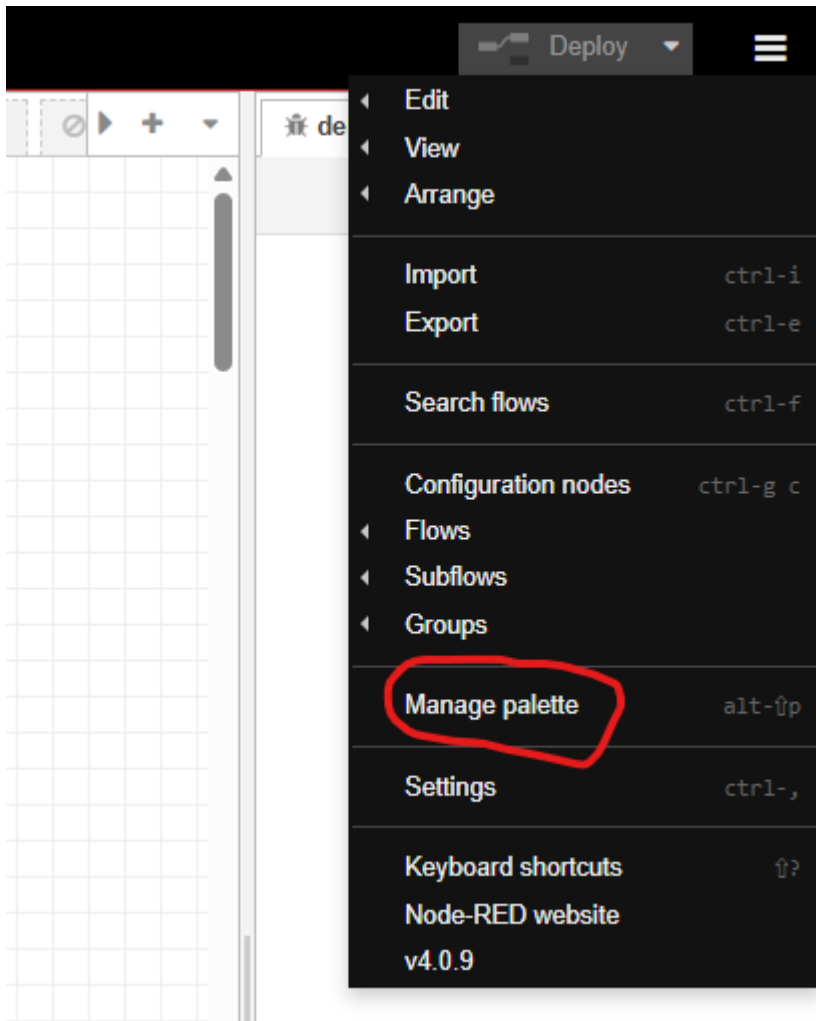 Deploy
de
Edit
View
Arrange
Import ctrl-i
Export ctrl-e
Search flows ctrl-f
Configuration nodes ctrl-g c
Flows
Subflows
Groups
Manage palette alt-⇧p
Settings ctrl-,
Keyboard shortcuts ⇧?
Node-RED website
v4.0.9